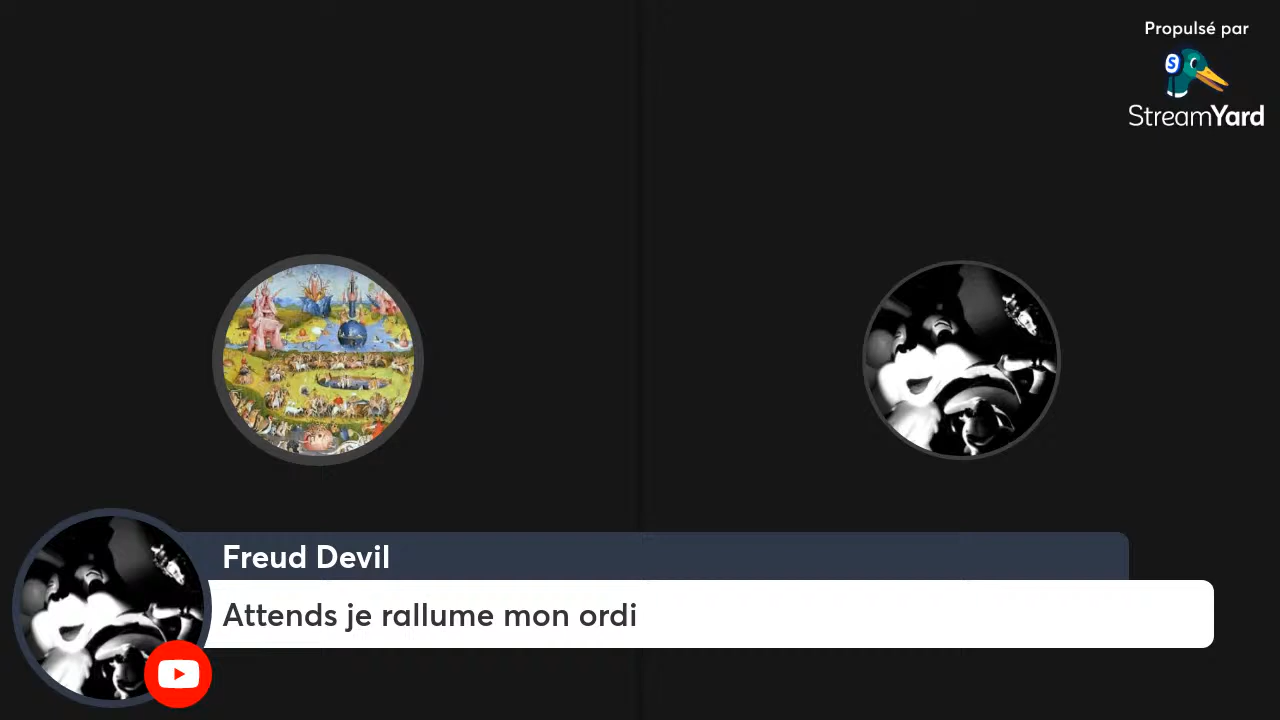 Propulsé par
StreamYard
Freud Devil
Attends je rallume mon ordi